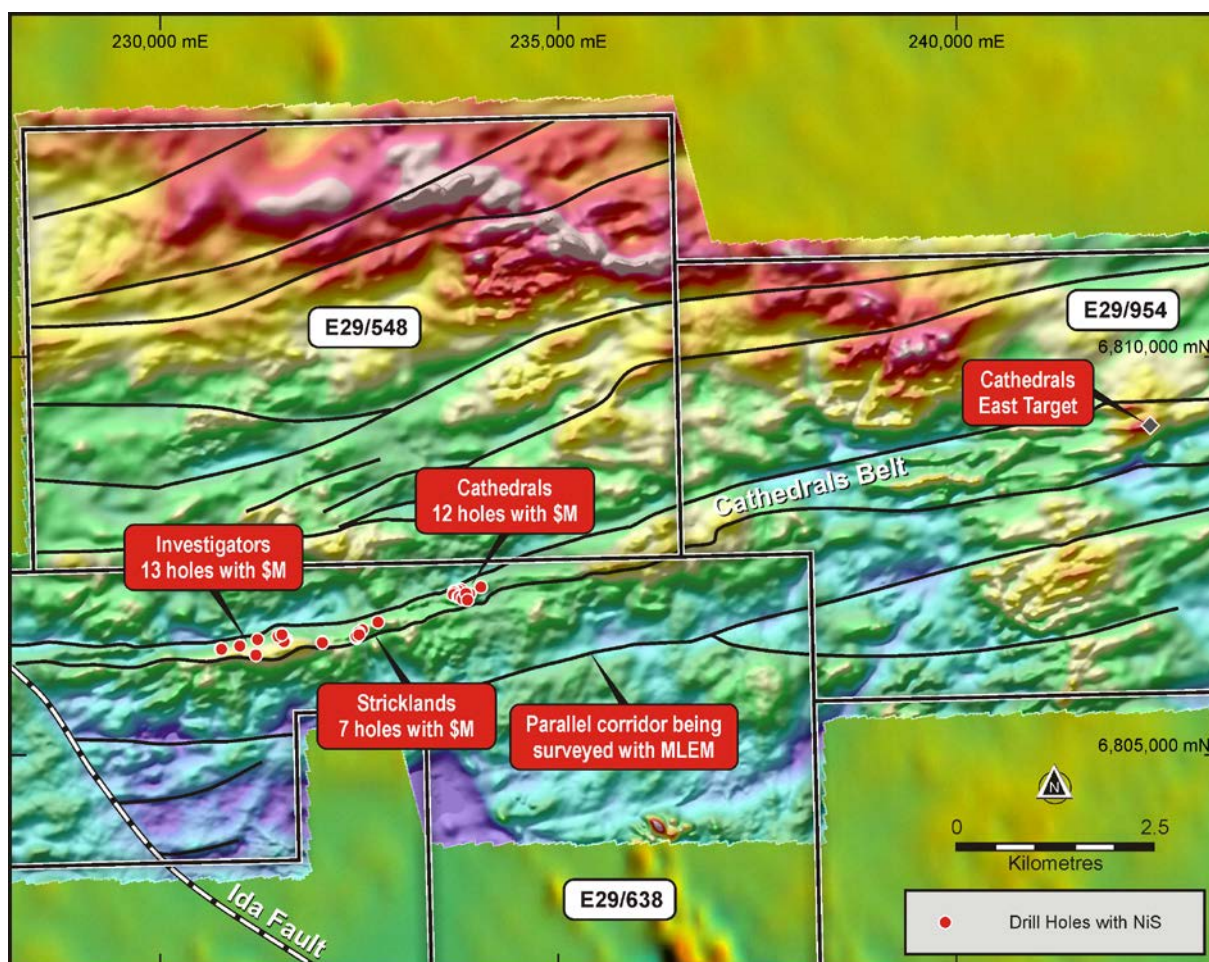 230,000 mE
235,000 mE
240,000 mE
E29/548
E29/954
6,810,000 mN
Cathedrals
East Target
Cathedrals Belt
Cathedrals
12 holes with $M
Investigators
13 holes with $M
Stricklands
7 holes with $M
Parallel corridor being
surveyed with MLEM
6,805,000 mN
N
0
2.5
Kilometres
E29/638
Ida Fault
Drill Holes with NiS